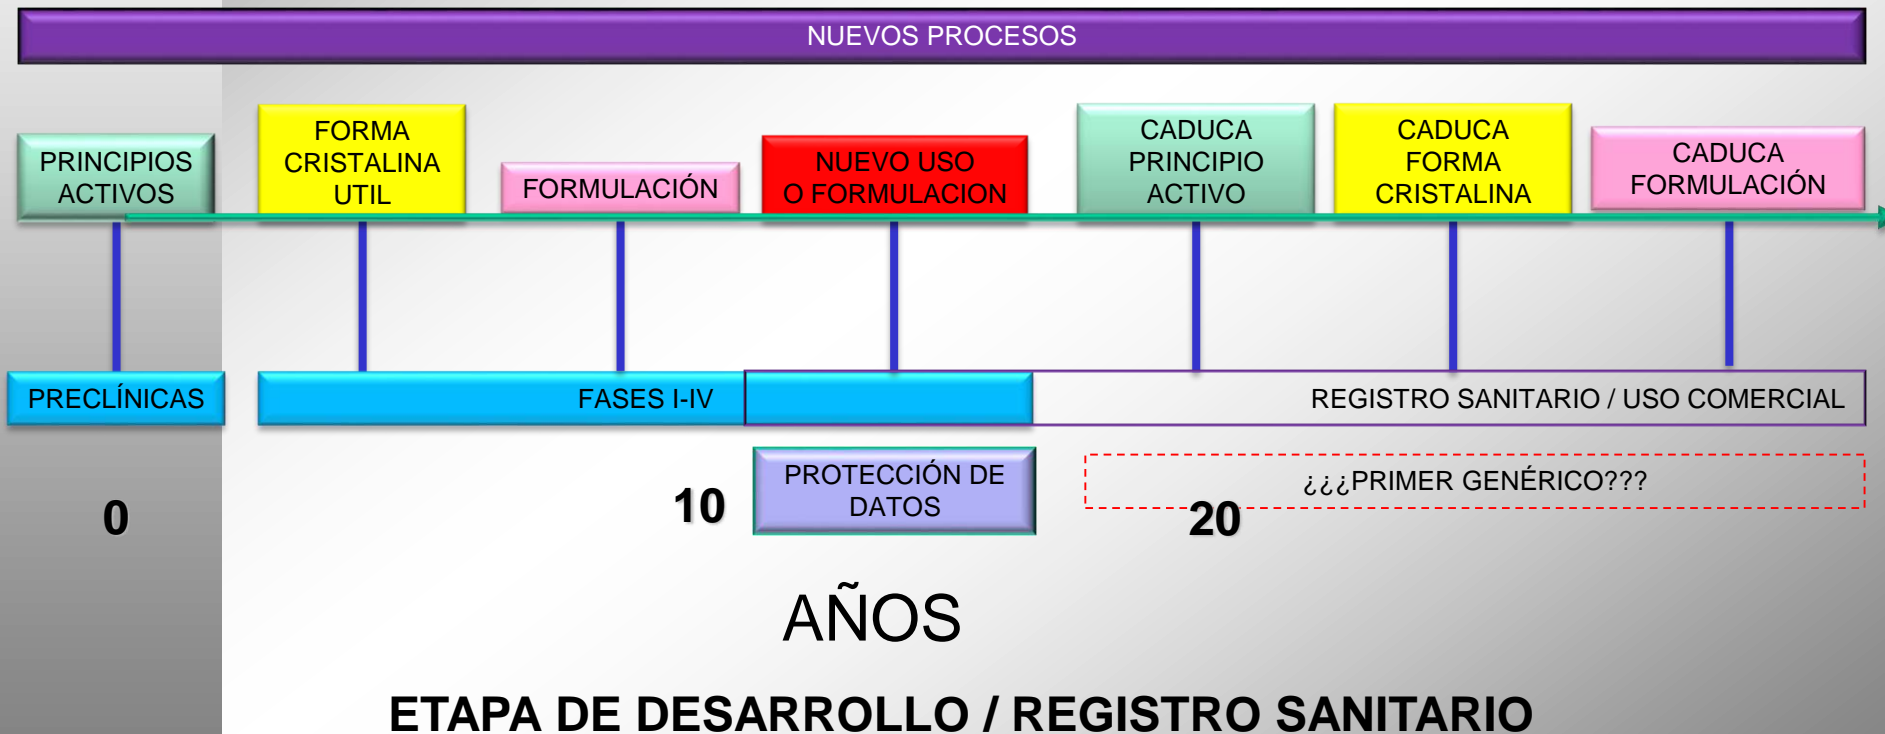 NUEVOS PROCESOS
PRINCIPIOS
ACTIVOS
FORMA
CRISTALINA
UTIL
FORMULACIÓN
NUEVO USO
O FORMULACION
CADUCA
PRINCIPIO
ACTIVO
CADUCA
FORMA
CRISTALINA
CADUCA
FORMULACIÓN
PRECLÍNICAS
FASES I-IV
REGISTRO SANITARIO / USO COMERCIAL
0
10
PROTECCIÓN DE
DATOS
¿¿¿PRIMER GENÉRICO???
20
AÑOS
ETAPA DE DESARROLLO / REGISTRO SANITARIO